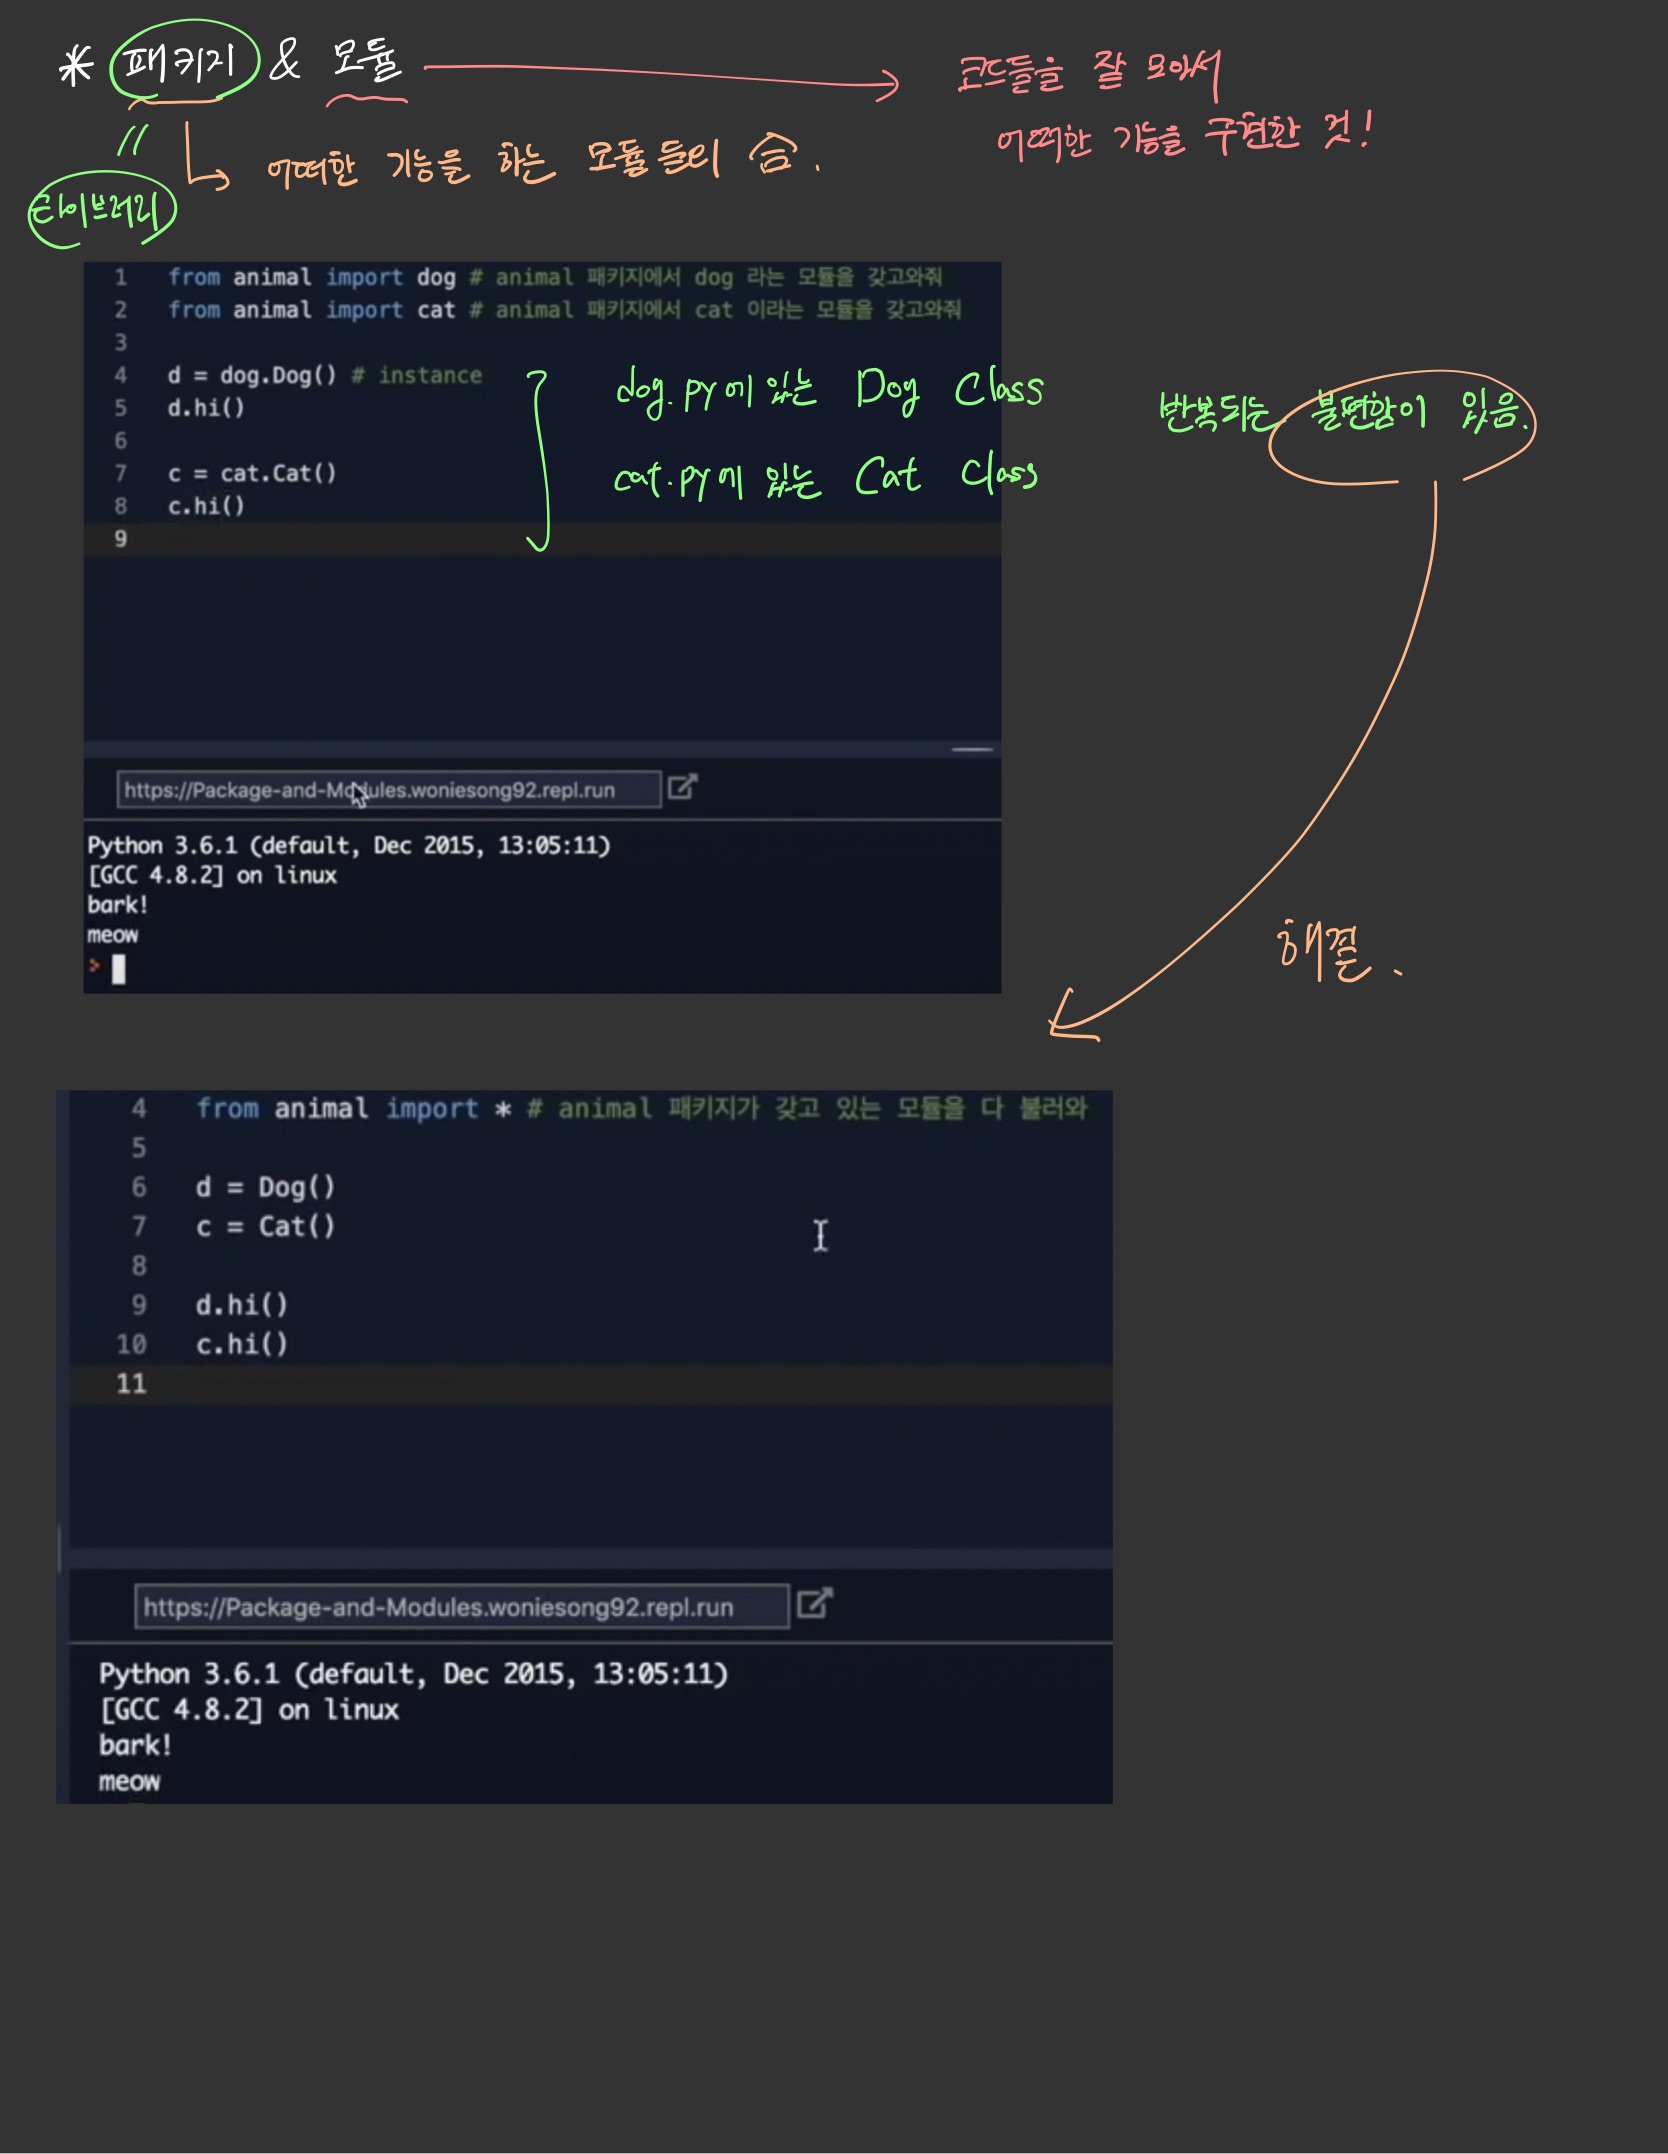 * 패키지 & 모듈
코드들을 잘 모아서
어떠한 기능을 구현한 것!
어떠한 기능을 하는 모듈들의 합.
라이브러리
1 from animal import dog # animal 패키지에서 dog 라는 모듈을 갖고와줘
2 from animal import cat # animal 패키지에서 cat 이라는 모듈을 갖고와줘
3
4 d = dog.Dog() # instance
5 d.hi()
6
7 c = cat.Cat()
8 c.hi()
9
dog.py에 있는 Dog Class
cat.py에 있는 Cat Class
반복되는 불편함이 있음.
https://Package-and-Modules.woniesong92.repl.run
Python 3.6.1 (default, Dec 2015, 13:05:11)
[GCC 4.8.2] on linux
bark!
meow
>
해결.
4 from animal import * # animal 패키지가 갖고 있는 모듈을 다 불러와
5
6 d = Dog()
7 c = Cat()
8
9 d.hi()
10 c.hi()
11
https://Package-and-Modules.woniesong92.repl.run
Python 3.6.1 (default, Dec 2015, 13:05:11)
[GCC 4.8.2] on linux
bark!
meow